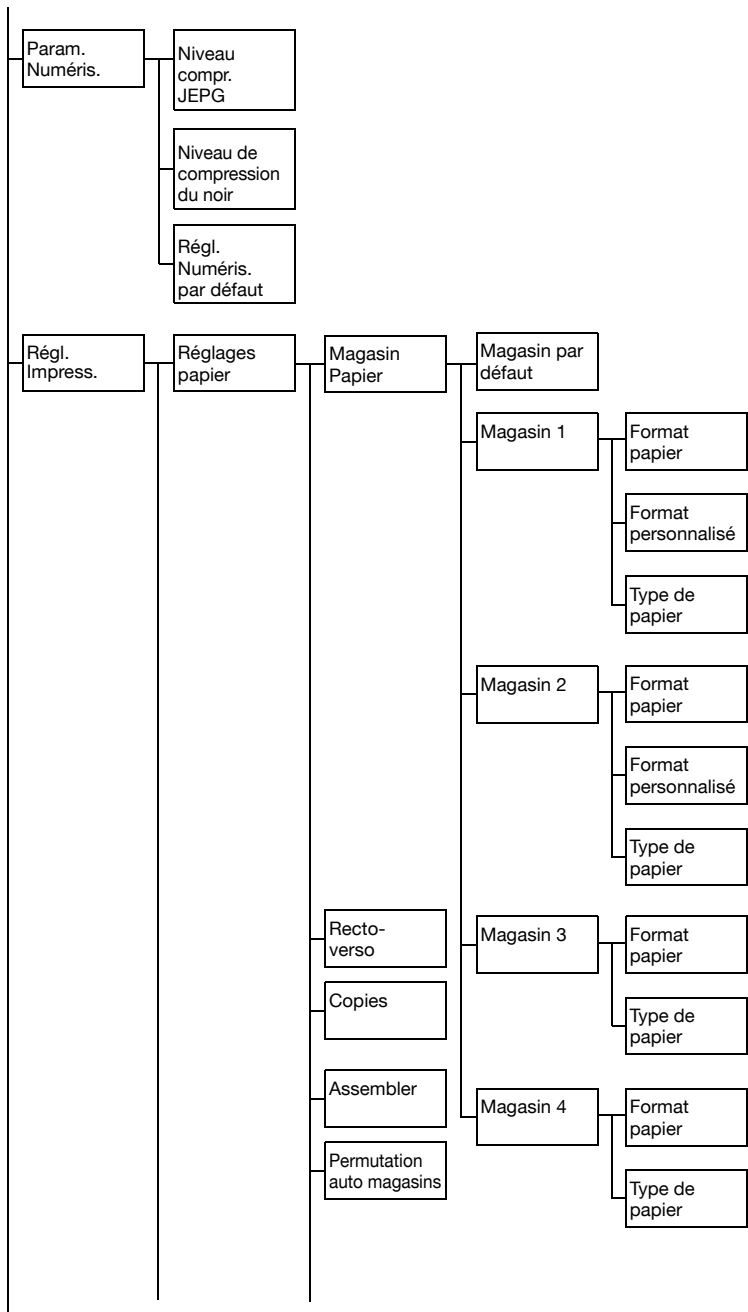 Param.
Numéris.
Niveau
compr.
JEPG
Niveau de
compression
du noir
Régl.
Numéris.
par défaut
Régl.
Impress.
Réglages
papier
Magasin
Papier
Magasin par
défaut
Magasin 1
Format
papier
Format
personnalisé
Type de
papier
Magasin 2
Format
papier
Format
personnalisé
Type de
papier
Recto-
verso
Magasin 3
Format
papier
Copies
Type de
papier
Assembler
Magasin 4
Format
papier
Permutation
auto magasins
Type de
papier